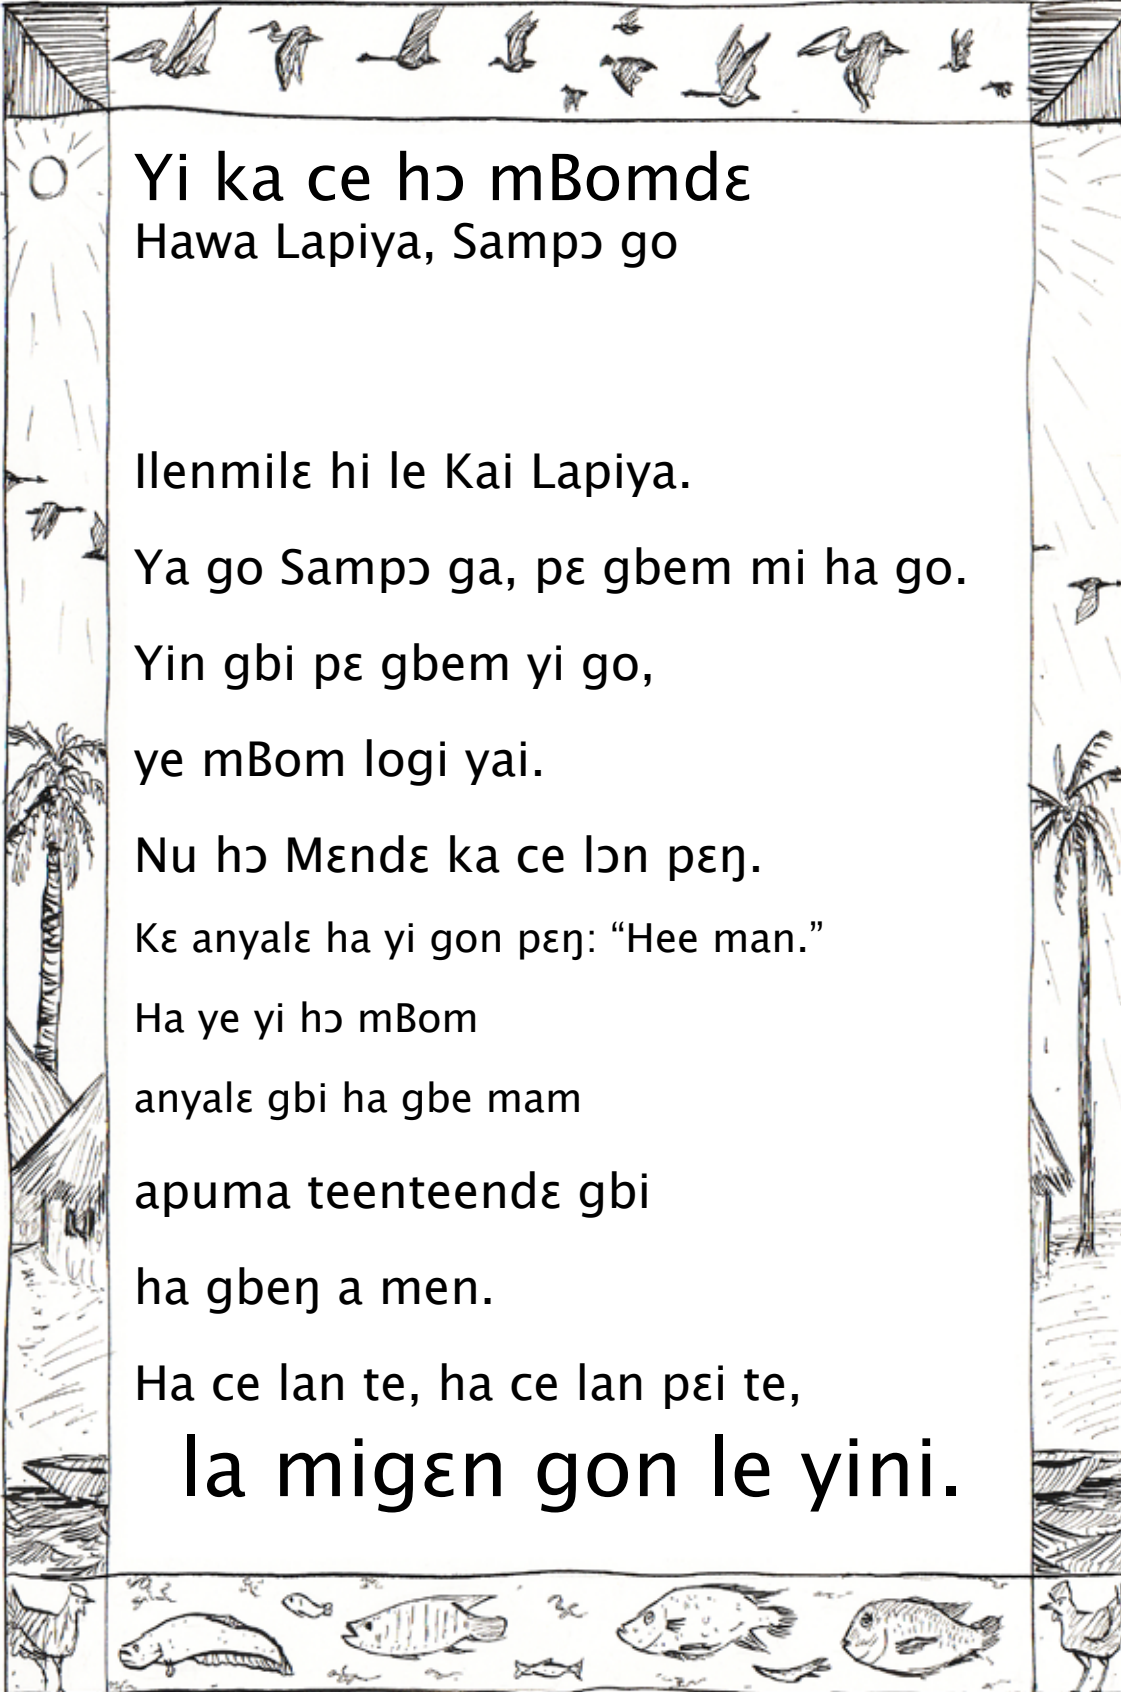 Yi ka ce hɔ mBomdɛ
Hawa Lapiya, Sampɔ go
Ilenmilɛ hi le Kai Lapiya.
Ya go Sampɔ ga, pɛ gbem mi ha go.
Yin gbi pɛ gbem yi go,
ye mBom logi yai.
Nu hɔ Mɛndɛ ka ce lɔn pɛŋ.
Kɛ anyalɛ ha yi gon pɛŋ: “Hee man.”
Ha ye yi hɔ mBom
anyalɛ gbi ha gbe mam
apuma teenteendɛ gbi
ha gbeŋ a men.
Ha ce lan te, ha ce lan pɛi te,
la migɛn gon le yini.